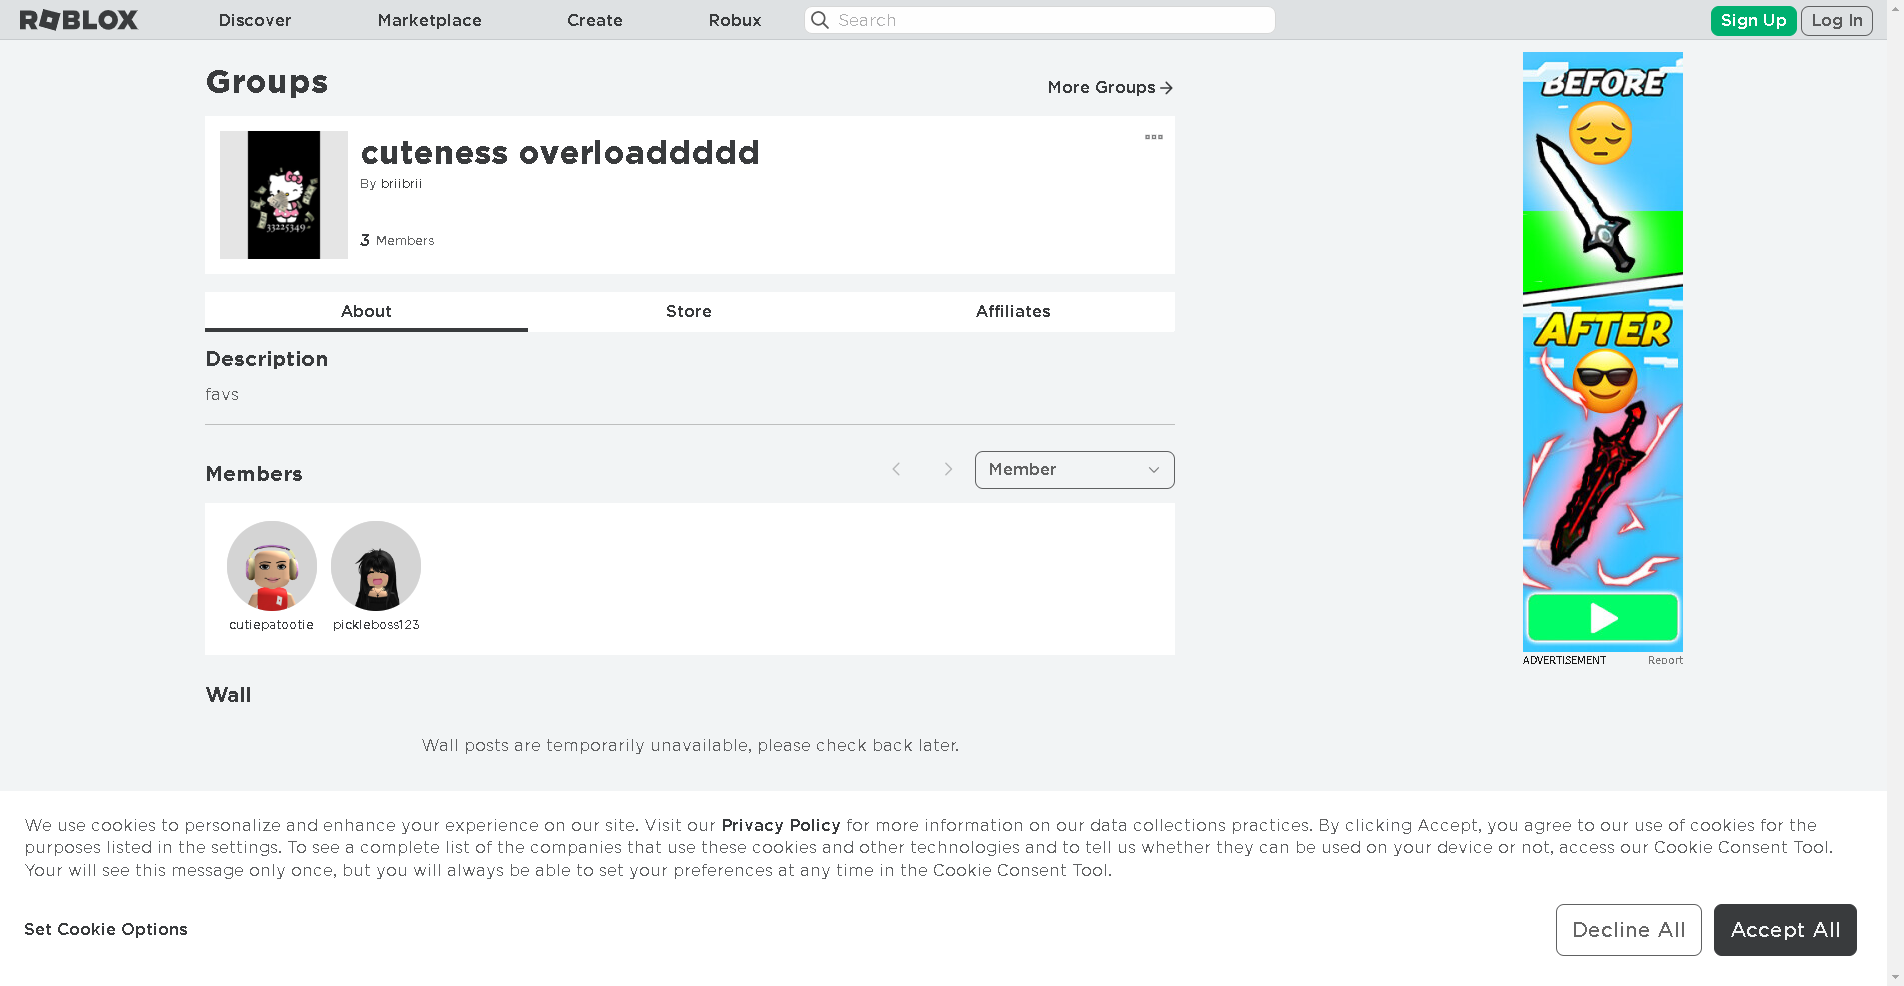 ROBLOX Discover Marketplace Create Robux Search Sign Up Log In
Groups
More Groups
cuteness overloaddddd
By briibrii
33225349
3 Members
About Store Affiliates
Description
favs
Members
Member
cutiepatootie pickleboss123
Wall
Wall posts are temporarily unavailable, please check back later.
BEFORE
AFTER
ADVERTISEMENT Report
We use cookies to personalize and enhance your experience on our site. Visit our Privacy Policy for more information on our data collections practices. By clicking Accept, you agree to our use of cookies for the
purposes listed in the settings. To see a complete list of the companies that use these cookies and other technologies and to tell us whether they can be used on your device or not, access our Cookie Consent Tool.
Your will see this message only once, but you will always be able to set your preferences at any time in the Cookie Consent Tool.
Set Cookie Options
Decline All
Accept All